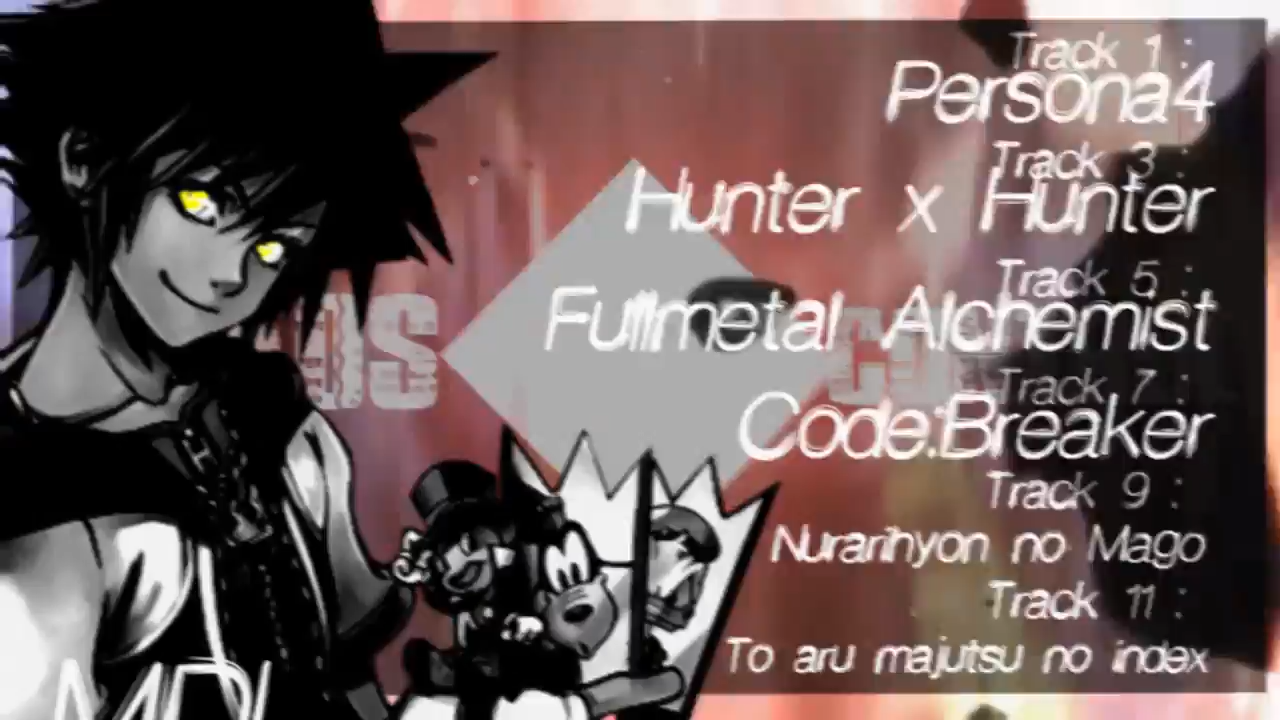 Track 1 :
Persona4
Track 3 :
Hunter x Hunter
Track 5 :
Fullmetal Alchemist
Track 7 :
Code:Breaker
Track 9 :
Nurarihyon no Mago
Track 11 :
To aru majutsu no index